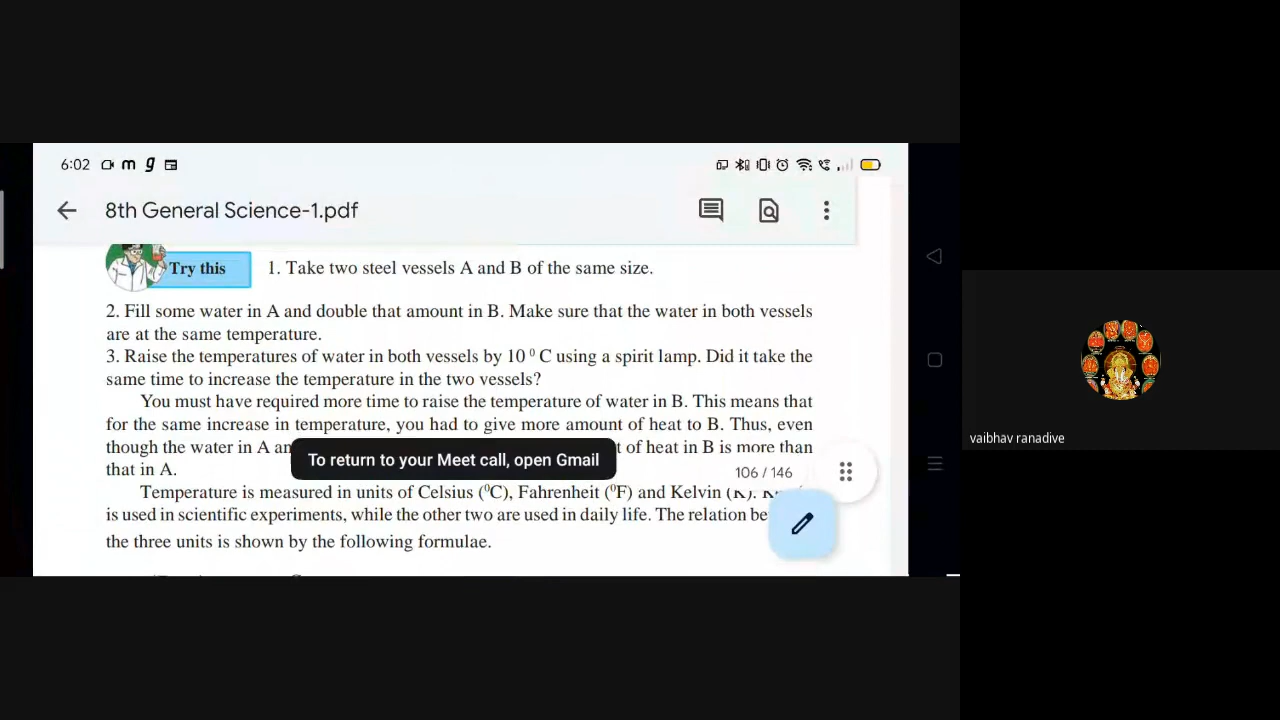 6:02
8th General Science-1.pdf
Try this
1. Take two steel vessels A and B of the same size.
2. Fill some water in A and double that amount in B. Make sure that the water in both vessels
are at the same temperature.
3. Raise the temperatures of water in both vessels by 10 ⁰ C using a spirit lamp. Did it take the
same time to increase the temperature in the two vessels?
You must have required more time to raise the temperature of water in B. This means that
for the same increase in temperature, you had to give more amount of heat to B. Thus, even
though the water in A an t of heat in B is more than
To return to your Meet call, open Gmail
that in A.
106 / 146
Temperature is measured in units of Celsius (⁰C), Fahrenheit (⁰F) and Kelvin (K).
is used in scientific experiments, while the other two are used in daily life. The relation be
the three units is shown by the following formulae.
vaibhav ranadive